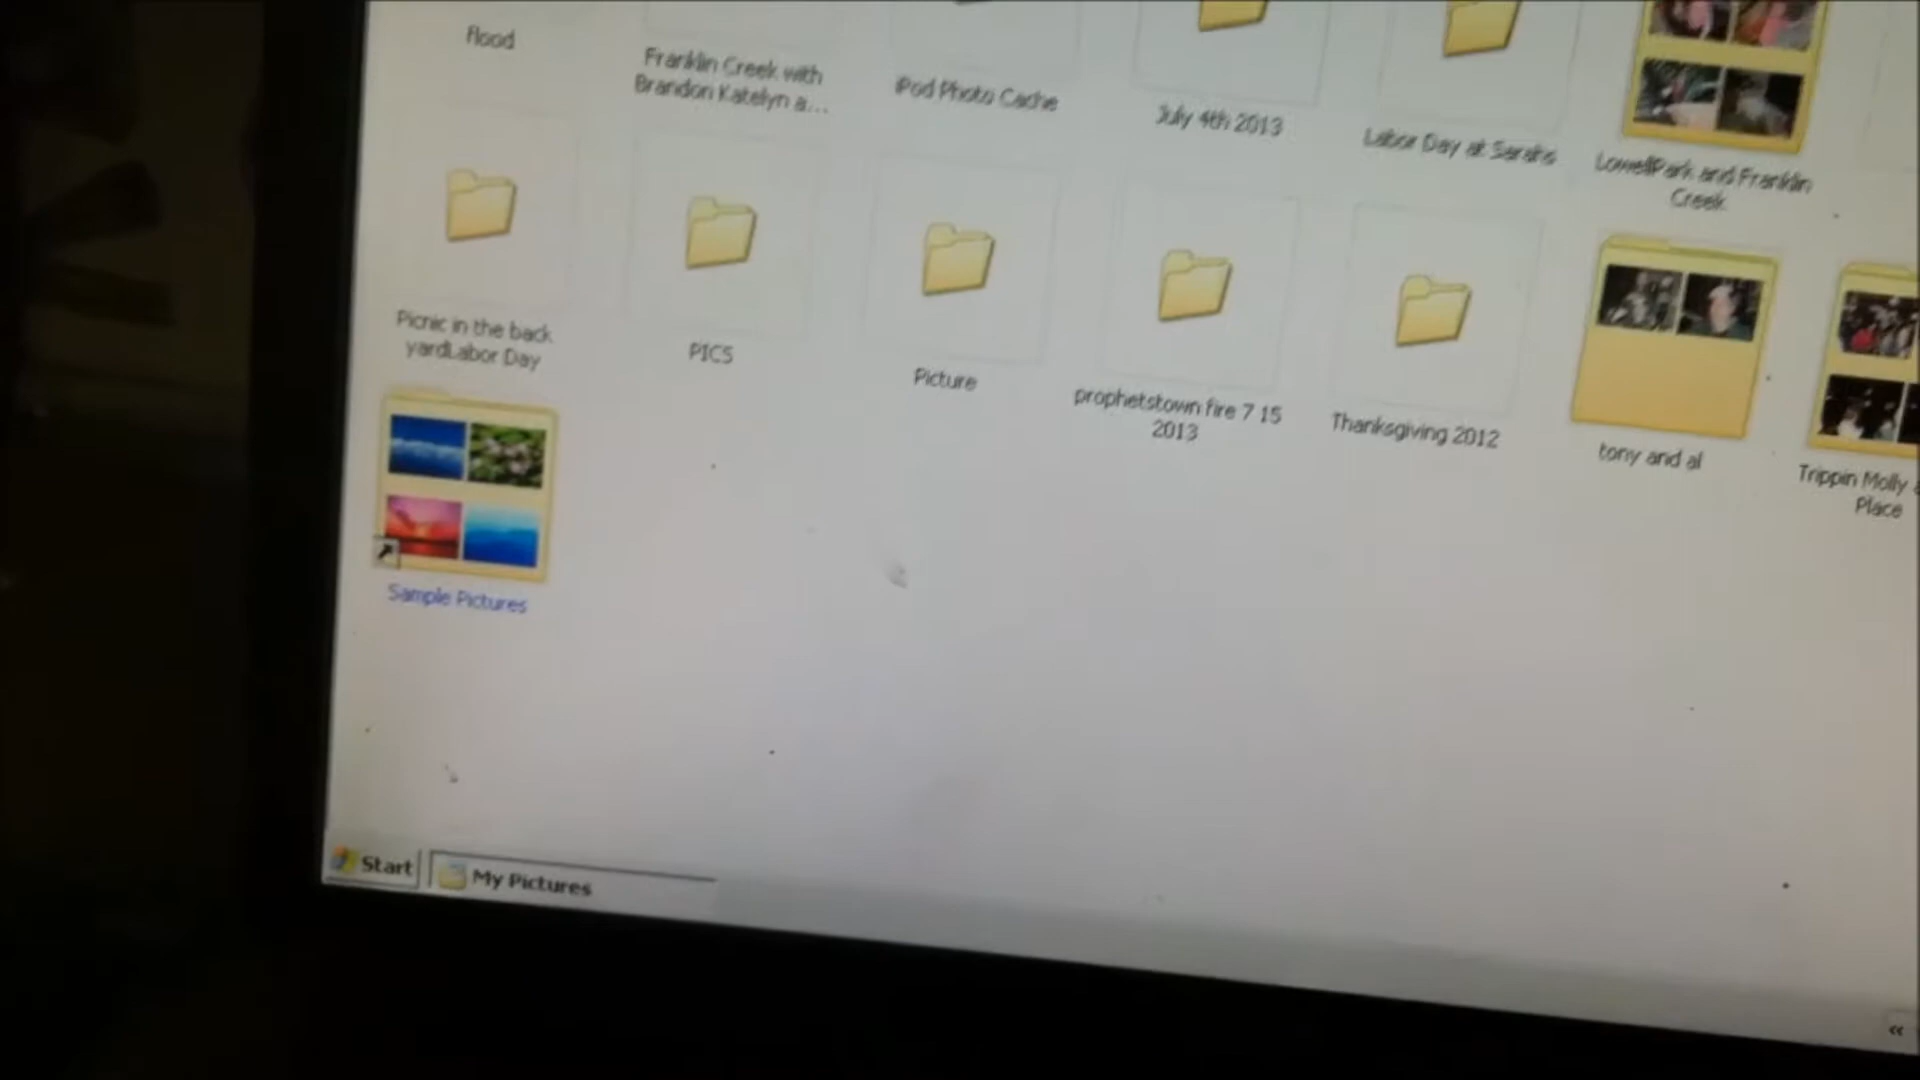 flood
Franklin Creek with
Brandon Katelyn a...
iPod Photo Cache
July 4th 2013
Labor Day at Sarahs
LowellPark and Franklin
Creek
Picnic in the back
yardLabor Day
PICS
Picture
prophetstown fire 7 15
2013
Thanksgiving 2012
tony and al
Trippin Molly
Place
Sample Pictures
Start
My Pictures
«